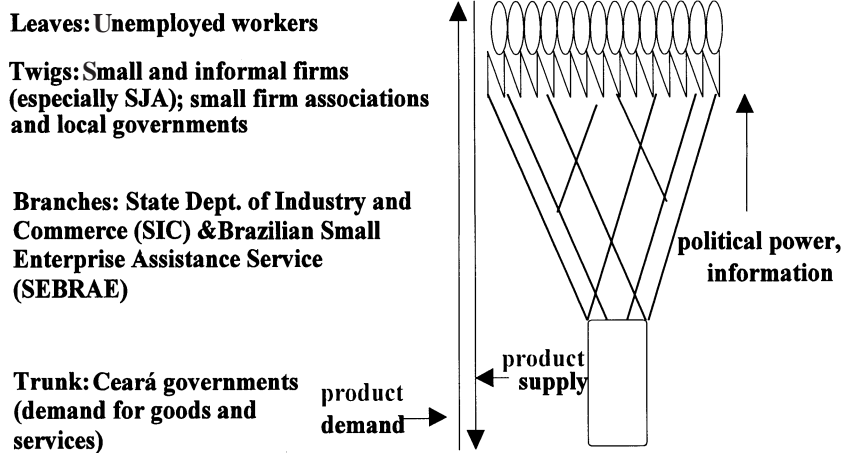 Leaves: Unemployed workers
Twigs: Small and informal firms
(especially SJA); small firm associations
and local governments
Branches: State Dept. of Industry and
Commerce (SIC) &Brazilian Small
Enterprise Assistance Service
(SEBRAE)
political power,
information
Trunk: Ceará governments
(demand for goods and
services)
product
demand
product
supply